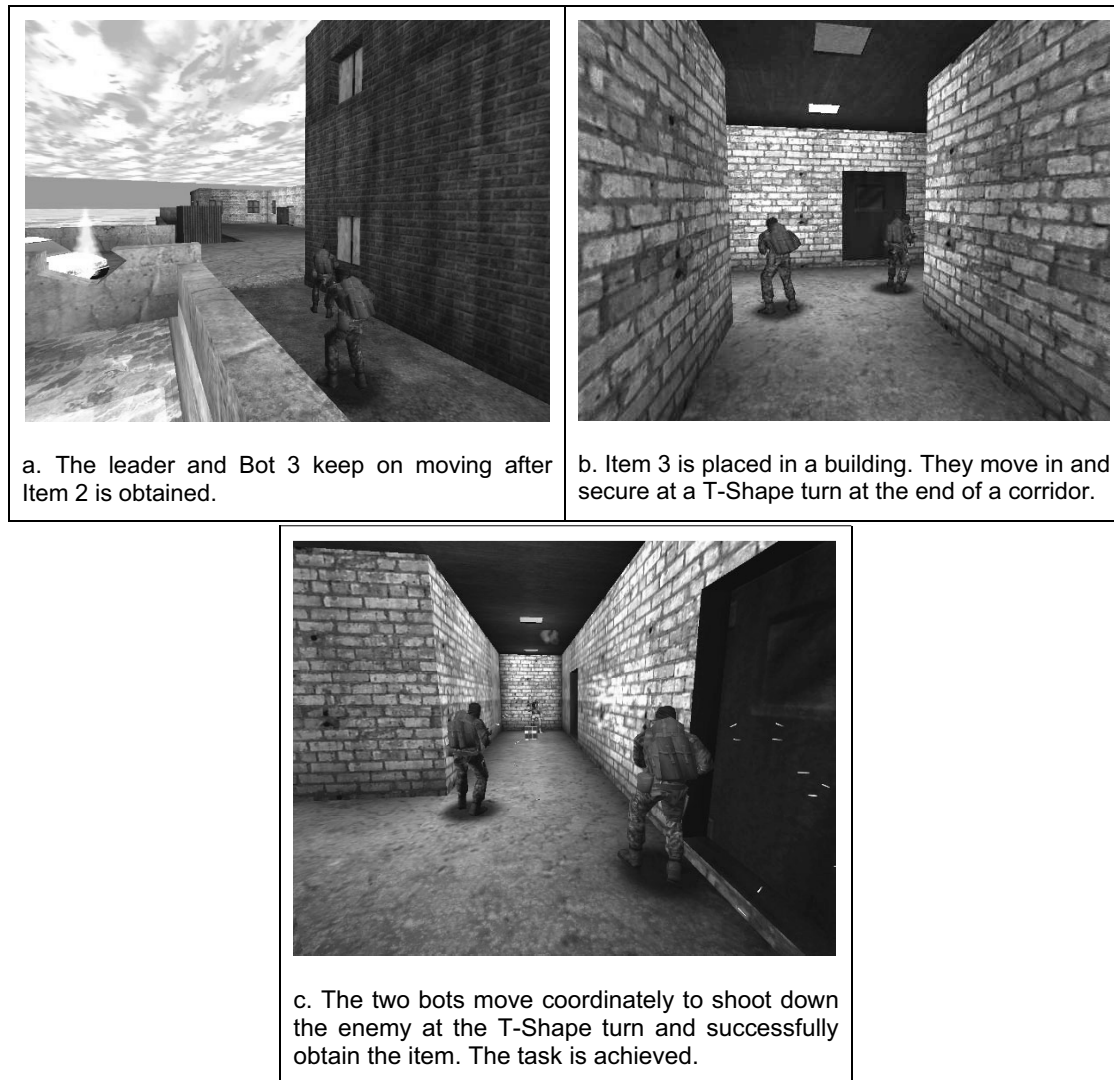 a. The leader and Bot 3 keep on moving after
Item 2 is obtained.
b. Item 3 is placed in a building. They move in and
secure at a T-Shape turn at the end of a corridor.
c. The two bots move coordinately to shoot down
the enemy at the T-Shape turn and successfully
obtain the item. The task is achieved.